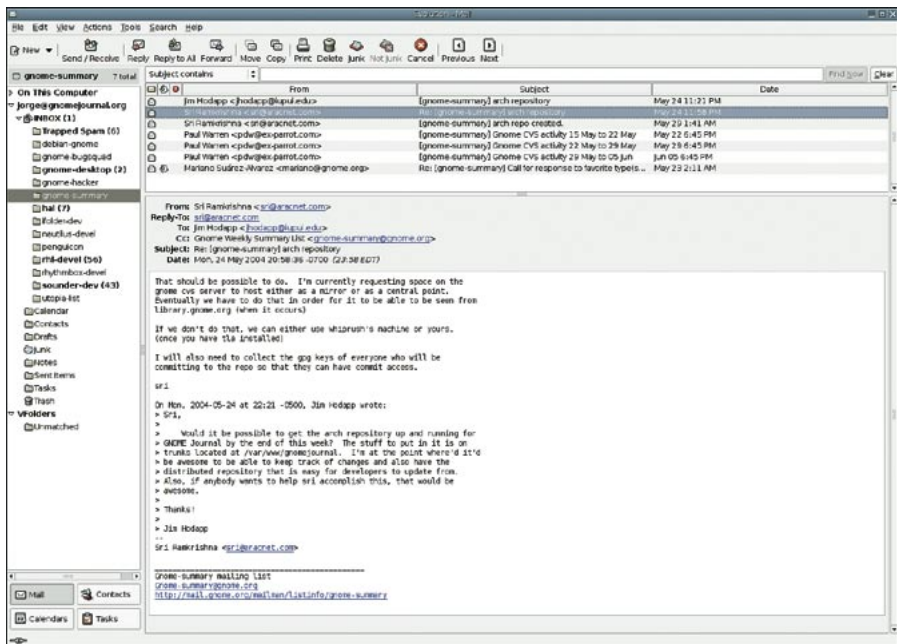 Evolution - Mail
File Edit View Actions Tools Search Help
New Send / Receive Reply Reply to All Forward Move Copy Print Delete Junk Not Junk Cancel Previous Next
gnome-summary 7 total
Subject contains Find Now Clear
On This Computer
jorge@gnomejournal.org
INBOX (1)
Trapped Spam (6)
debian-gnome
gnome-bugsquad
gnome-desktop (2)
gnome-hacker
gnome-summary
hal (7)
ifolder-dev
nautilus-devel
penguicon
rhl-devel (56)
rhythmbox-devel
sounder-dev (43)
utopia-list
Calendar
Contacts
Drafts
Junk
Notes
Sent Items
Tasks
Trash
VFolders
Unmatched
Mail Contacts
Calendars Tasks
From Subject Date
Jim Hodapp <jhodapp@iupui.edu> [gnome-summary] arch repository May 24 11:21 PM
Sri Ramkrishna <sri@aracnet.com> Re: [gnome-summary] arch repository May 24 11:58 PM
Sri Ramkrishna <sri@aracnet.com> [gnome-summary] arch repo created. May 29 1:41 AM
Paul Warren <pdw@ex-parrot.com> [gnome-summary] Gnome CVS activity 15 May to 22 May May 22 6:45 PM
Paul Warren <pdw@ex-parrot.com> [gnome-summary] Gnome CVS activity 22 May to 29 May May 29 6:45 PM
Paul Warren <pdw@ex-parrot.com> [gnome-summary] Gnome CVS activity 29 May to 05 Jun Jun 05 6:45 PM
Mariano Suárez-Alvarez <mariano@gnome.org> Re: [gnome-summary] Call for response to favorite type(s... May 23 2:11 AM
From: Sri Ramkrishna <sri@aracnet.com>
Reply-To: sri@aracnet.com
To: Jim Hodapp <jhodapp@iupui.edu>
Cc: Gnome Weekly Summary List <gnome-summary@gnome.org>
Subject: Re: [gnome-summary] arch repository
Date: Mon, 24 May 2004 20:58:36 -0700 (23:58 EDT)
That should be possible to do. I'm currently requesting space on the
gnome cvs server to host either as a mirror or as a central point.
Eventually we have to do that in order for it to be able to be seen from
library.gnome.org (when it occurs)
If we don't do that, we can either use whiprush's machine or yours.
(once you have tla installed)
I will also need to collect the gpg keys of everyone who will be
committing to the repo so that they can have commit access.
sri
On Mon, 2004-05-24 at 22:21 -0500, Jim Hodapp wrote:
> Sri,
>
> Would it be possible to get the arch repository up and running for
> GNOME Journal by the end of this week? The stuff to put in it is on
> trunks located at /var/www/gnomejournal. I'm at the point where'd it'd
> be awesome to be able to keep track of changes and also have the
> distributed repository that is easy for developers to update from.
> Also, if anybody wants to help sri accomplish this, that would be
> awesome.
>
> Thanks!
>
> Jim Hodapp
--
Sri Ramkrishna <sri@aracnet.com>
Gnome-summary mailing list
Gnome-summary@gnome.org
http://mail.gnome.org/mailman/listinfo/gnome-summary